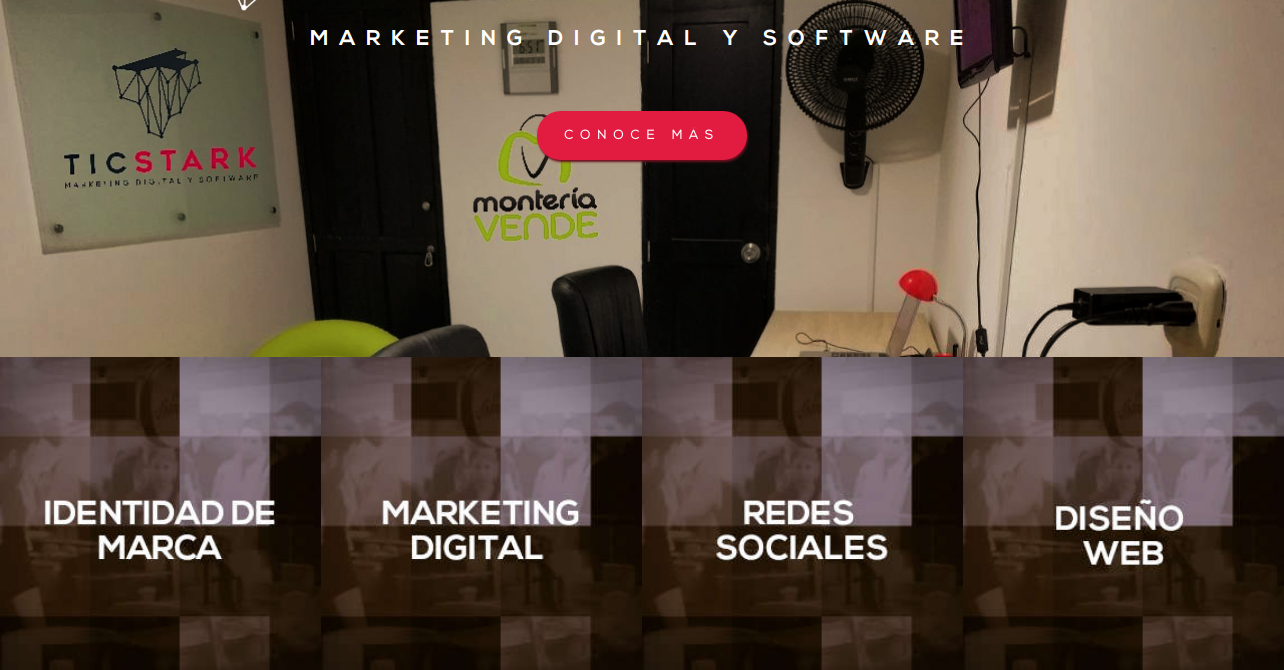 MARKETING DIGITAL Y SOFTWARE
CONOCE MAS
TICSTARK
MARKETING DIGITAL Y SOFTWARE
montería
VENDE
IDENTIDAD DE
MARCA
MARKETING
DIGITAL
REDES
SOCIALES
DISEÑO
WEB